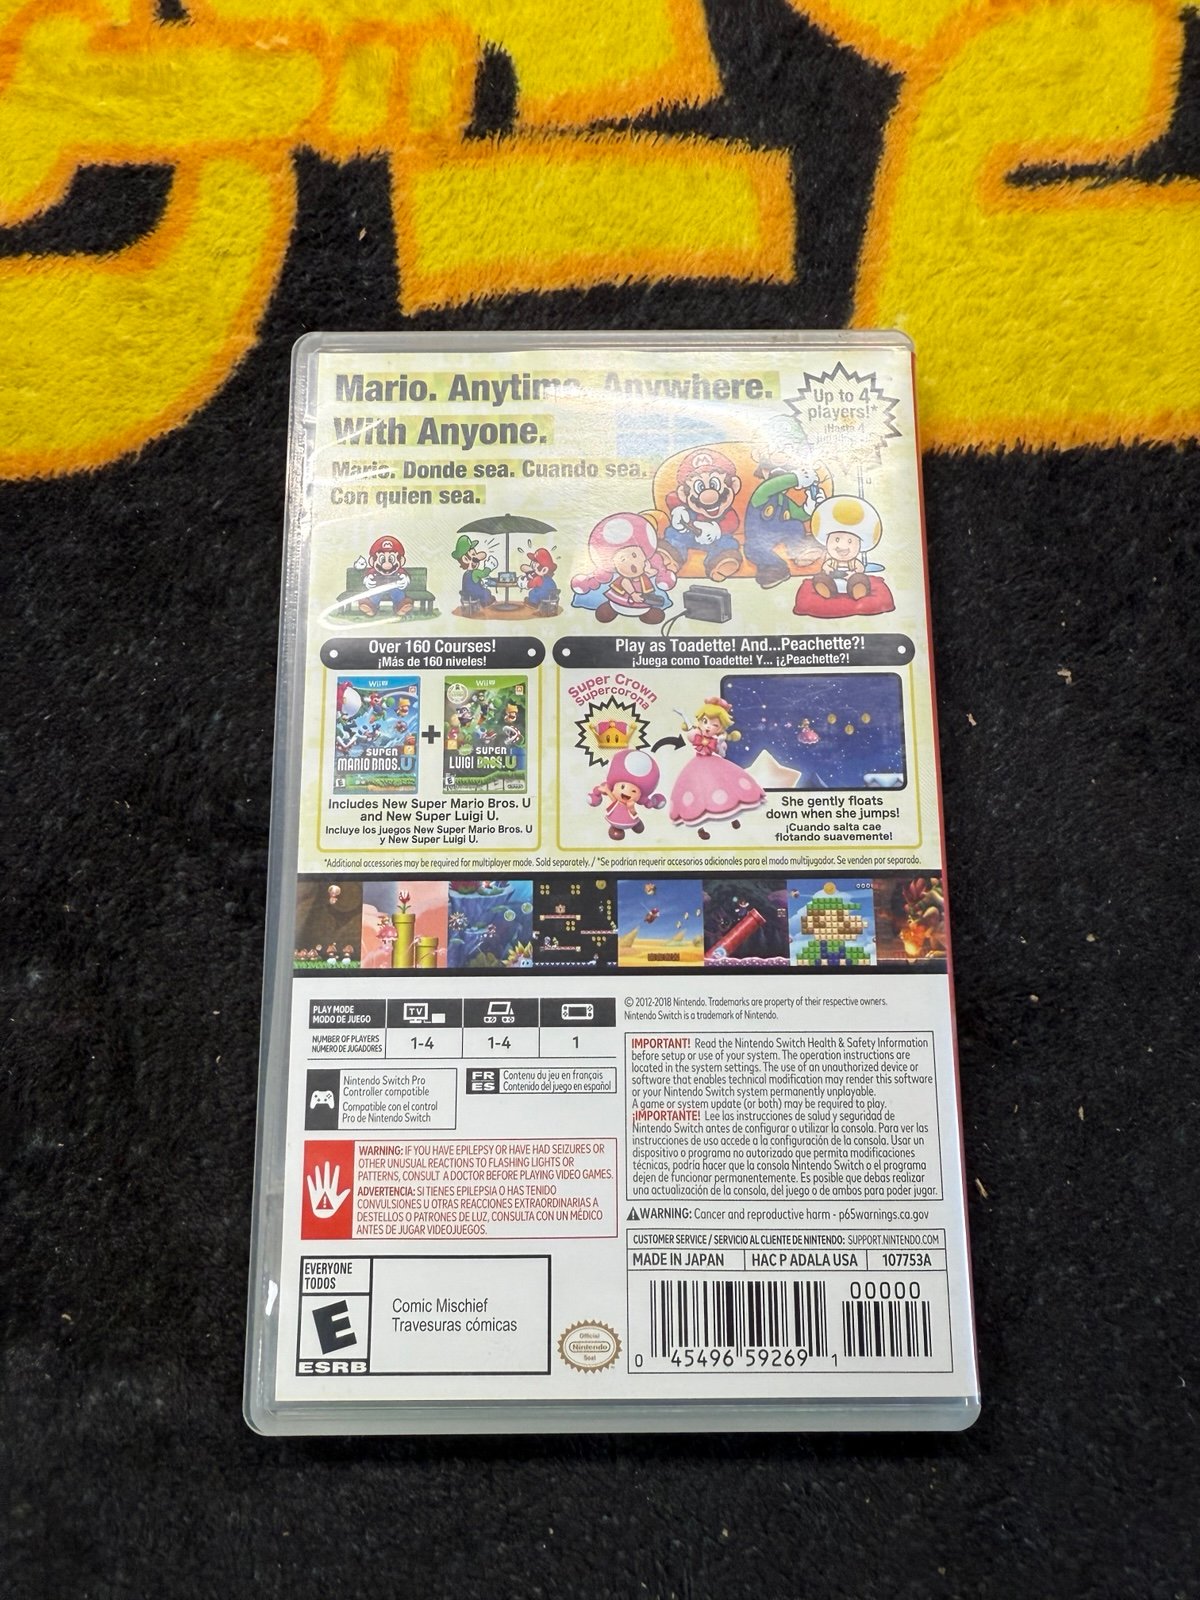 Mario. Anytime. Anywhere.
With Anyone.
Mario. Donde sea. Cuando sea.
Con quien sea.
Up to 4
players!*
¡Hasta 4
Over 160 Courses!
¡Más de 160 niveles!
Play as Toadette! And...Peachette?!
¡Juega como Toadette! Y... ¡¿Peachette?!
Wii U
SUPER
MARIO BROS. U
+
Wii U
SUPER
LUIGI BROS. U
Includes New Super Mario Bros. U
and New Super Luigi U.
Incluye los juegos New Super Mario Bros. U
y New Super Luigi U.
Super Crown
Supercorona
She gently floats
down when she jumps!
¡Cuando salta cae
flotando suavemente!
*Additional accessories may be required for multiplayer mode. Sold separately. / *Se podrían requerir accesorios adicionales para el modo multijugador. Se venden por separado.
PLAY MODE
MODO DE JUEGO
TV
NUMBER OF PLAYERS
NÚMERO DE JUGADORES
1-4
1-4
1
Nintendo Switch Pro
Controller compatible
Compatible con el control
Pro de Nintendo Switch
FR
ES
Contenu du jeu en français
Contenido del juego en español
WARNING: IF YOU HAVE EPILEPSY OR HAVE HAD SEIZURES OR
OTHER UNUSUAL REACTIONS TO FLASHING LIGHTS OR
PATTERNS, CONSULT A DOCTOR BEFORE PLAYING VIDEO GAMES.
ADVERTENCIA: SI TIENES EPILEPSIA O HAS TENIDO
CONVULSIONES U OTRAS REACCIONES EXTRAORDINARIAS A
DESTELLOS O PATRONES DE LUZ, CONSULTA CON UN MÉDICO
ANTES DE JUGAR VIDEOJUEGOS.
EVERYONE
TODOS
E
ESRB
Comic Mischief
Travesuras cómicas
Official
Nintendo
Seal
© 2012-2018 Nintendo. Trademarks are property of their respective owners.
Nintendo Switch is a trademark of Nintendo.
IMPORTANT! Read the Nintendo Switch Health & Safety Information
before setup or use of your system. The operation instructions are
located in the system settings. The use of an unauthorized device or
software that enables technical modification may render this software
or your Nintendo Switch system permanently unplayable.
A game or system update (or both) may be required to play.
¡IMPORTANTE! Lee las instrucciones de salud y seguridad de
Nintendo Switch antes de configurar o utilizar la consola. Para ver las
instrucciones de uso accede a la configuración de la consola. Usar un
dispositivo o programa no autorizado que permita modificaciones
técnicas, podría hacer que la consola Nintendo Switch o el programa
dejen de funcionar permanentemente. Es posible que debas realizar
una actualización de la consola, del juego o de ambos para poder jugar.
WARNING: Cancer and reproductive harm - p65warnings.ca.gov
CUSTOMER SERVICE / SERVICIO AL CLIENTE DE NINTENDO: SUPPORT.NINTENDO.COM
MADE IN JAPAN
HAC P ADALA USA
107753A
00000
0 45496 59269 1